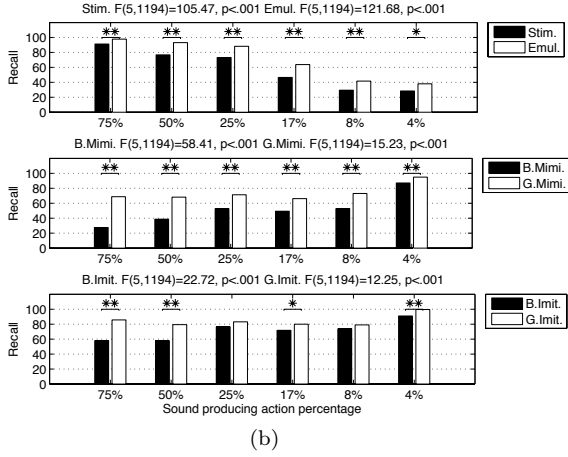 Stim. F(5,1194)=105.47, p<.001 Emul. F(5,1194)=121.68, p<.001
** ** ** ** ** *
Stim.
Emul.
Recall
100
80
60
40
20
0
75% 50% 25% 17% 8% 4%
B.Mimi. F(5,1194)=58.41, p<.001 G.Mimi. F(5,1194)=15.23, p<.001
** ** ** ** ** **
B.Mimi.
G.Mimi.
Recall
100
80
60
40
20
0
75% 50% 25% 17% 8% 4%
B.Imit. F(5,1194)=22.72, p<.001 G.Imit. F(5,1194)=12.25, p<.001
** ** * **
B.Imit.
G.Imit.
Recall
100
80
60
40
20
0
75% 50% 25% 17% 8% 4%
Sound producing action percentage
(b)